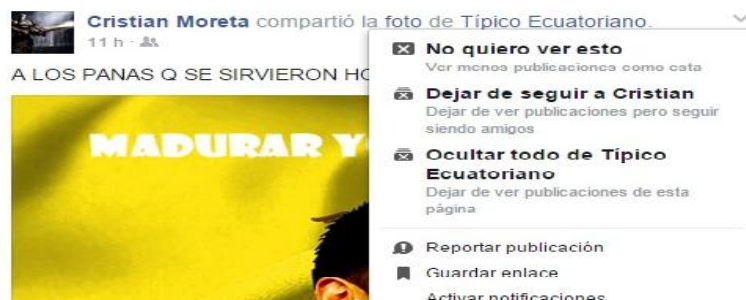 Cristian Moreta compartió la foto de Típico Ecuatoriano.
11 h
A LOS PANAS Q SE SIRVIERON
MADURAR
No quiero ver esto
Ver menos publicaciones como esta
Dejar de seguir a Cristian
Dejar de ver publicaciones pero seguir
siendo amigos
Ocultar todo de Típico
Ecuatoriano
Dejar de ver publicaciones de esta
página
Reportar publicación
Guardar enlace
Activar notificaciones